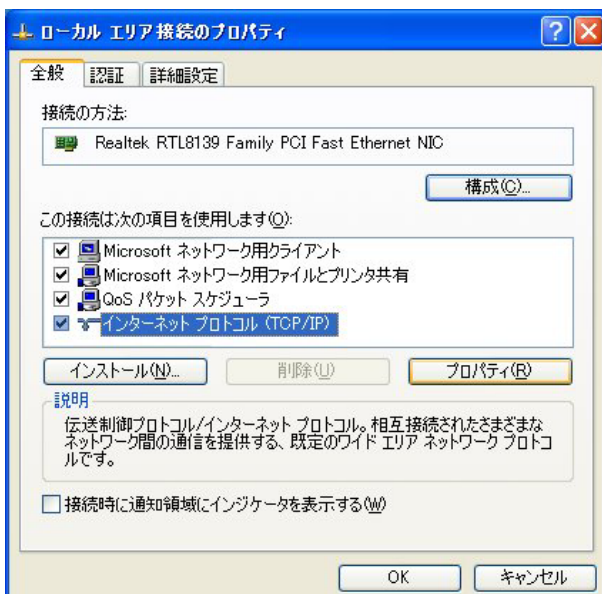 ローカル エリア接続のプロパティ
全般 認証 詳細設定
接続の方法:
Realtek RTL8139 Family PCI Fast Ethernet NIC
構成(C)...
この接続は次の項目を使用します(O):
Microsoft ネットワーク用クライアント
Microsoft ネットワーク用ファイルとプリンタ共有
QoS パケット スケジューラ
インターネット プロトコル (TCP/IP)
インストール(N)... 削除(U) プロパティ(R)
説明
伝送制御プロトコル/インターネット プロトコル。相互接続されたさまざまな
ネットワーク間の通信を提供する、既定のワイド エリア ネットワーク プロトコ
ルです。
接続時に通知領域にインジケータを表示する(W)
OK キャンセル